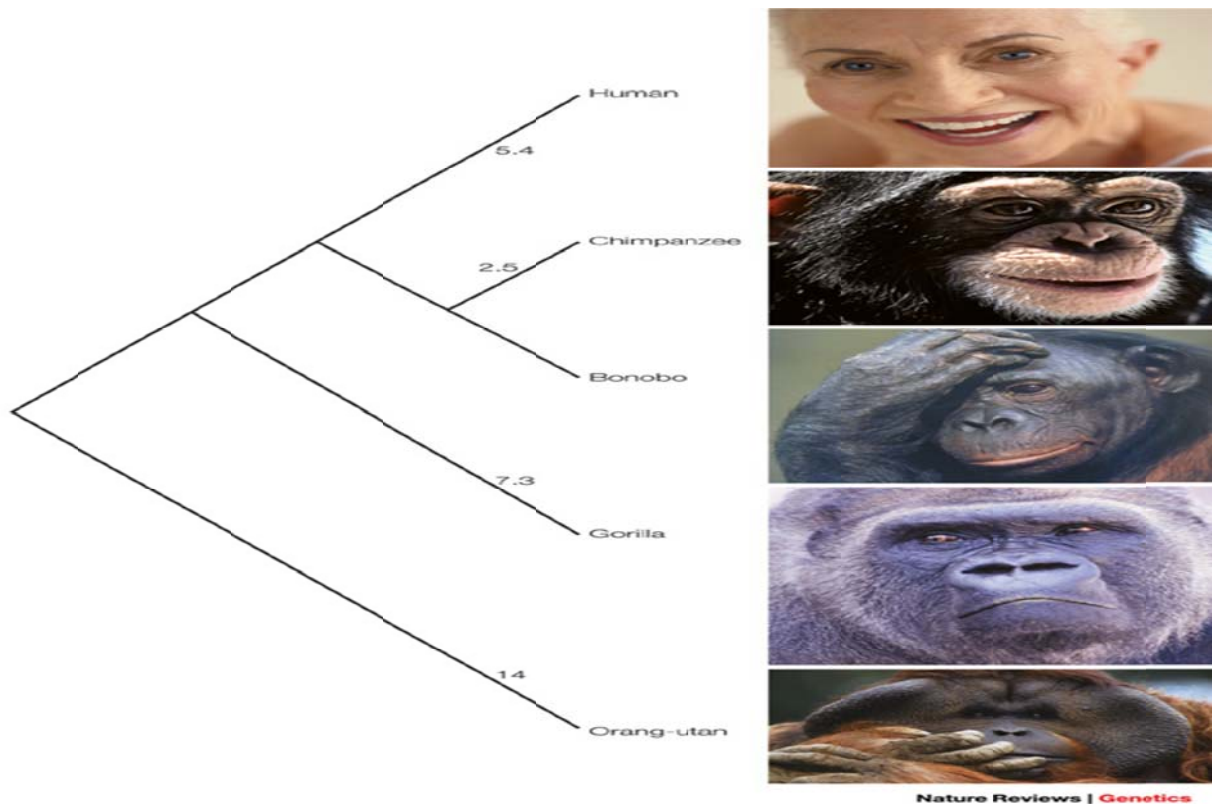 Human
5.4
Chimpanzee
2.5
Bonobo
7.3
Gorilla
14
Orang-utan
Nature Reviews | Genetics